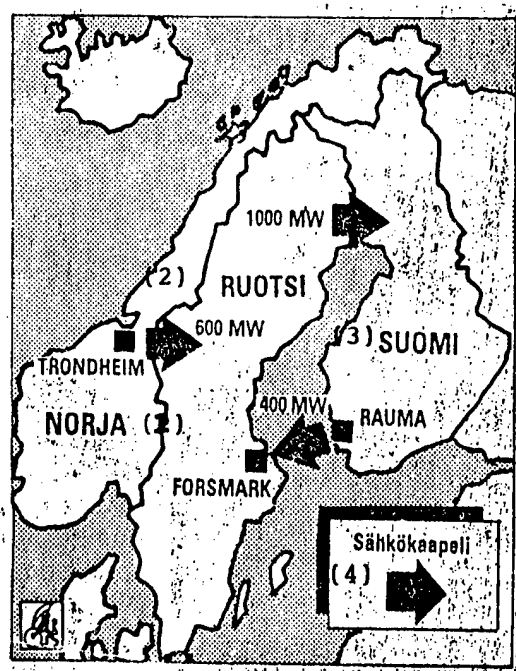 1000 MW
(2)
RUOTSI
600 MW
(3) SUOMI
TRONDHEIM
400 MW
NORJA
RAUMA
FORSMARK
Sähkökaapeli
(4)